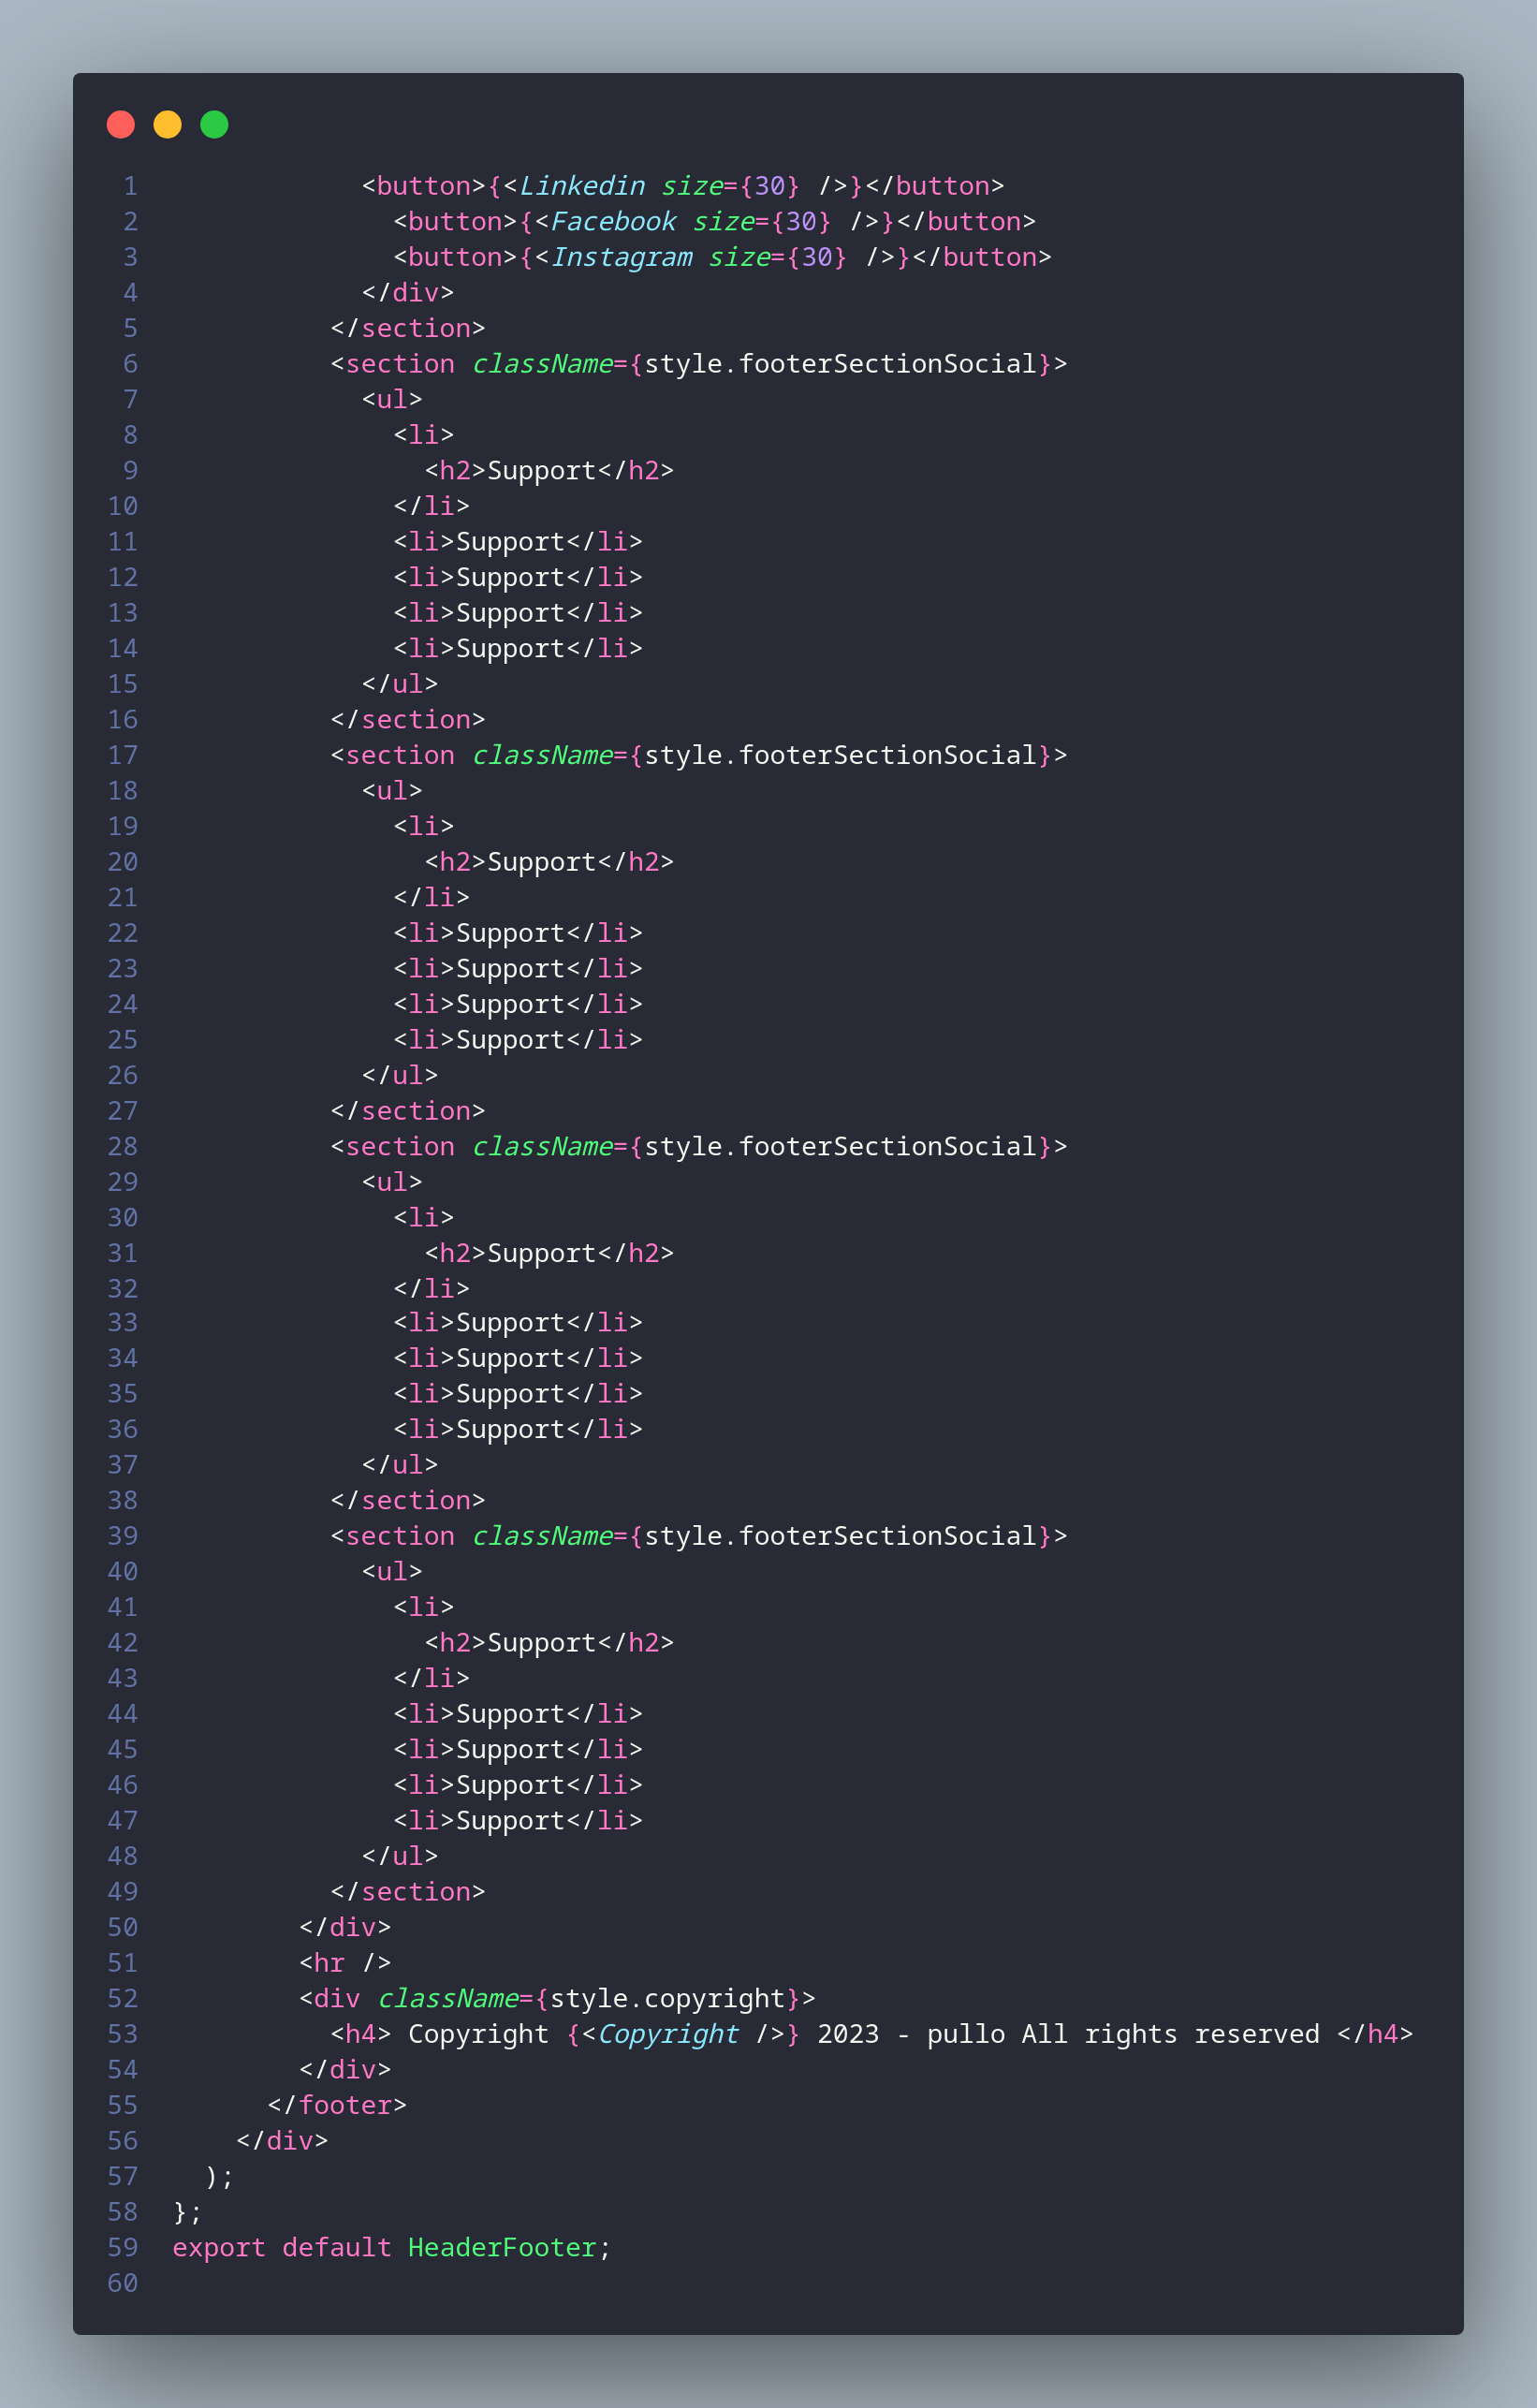 1            <button>{<Linkedin size={30} />}</button>
2              <button>{<Facebook size={30} />}</button>
3              <button>{<Instagram size={30} />}</button>
4            </div>
5          </section>
6          <section className={style.footerSectionSocial}>
7            <ul>
8              <li>
9                <h2>Support</h2>
10              </li>
11              <li>Support</li>
12              <li>Support</li>
13              <li>Support</li>
14              <li>Support</li>
15            </ul>
16          </section>
17          <section className={style.footerSectionSocial}>
18            <ul>
19              <li>
20                <h2>Support</h2>
21              </li>
22              <li>Support</li>
23              <li>Support</li>
24              <li>Support</li>
25              <li>Support</li>
26            </ul>
27          </section>
28          <section className={style.footerSectionSocial}>
29            <ul>
30              <li>
31                <h2>Support</h2>
32              </li>
33              <li>Support</li>
34              <li>Support</li>
35              <li>Support</li>
36              <li>Support</li>
37            </ul>
38          </section>
39          <section className={style.footerSectionSocial}>
40            <ul>
41              <li>
42                <h2>Support</h2>
43              </li>
44              <li>Support</li>
45              <li>Support</li>
46              <li>Support</li>
47              <li>Support</li>
48            </ul>
49          </section>
50        </div>
51        <hr />
52        <div className={style.copyright}>
53          <h4> Copyright {<Copyright />} 2023 - pullo All rights reserved </h4>
54        </div>
55      </footer>
56    </div>
57  );
58 };
59 export default HeaderFooter;
60